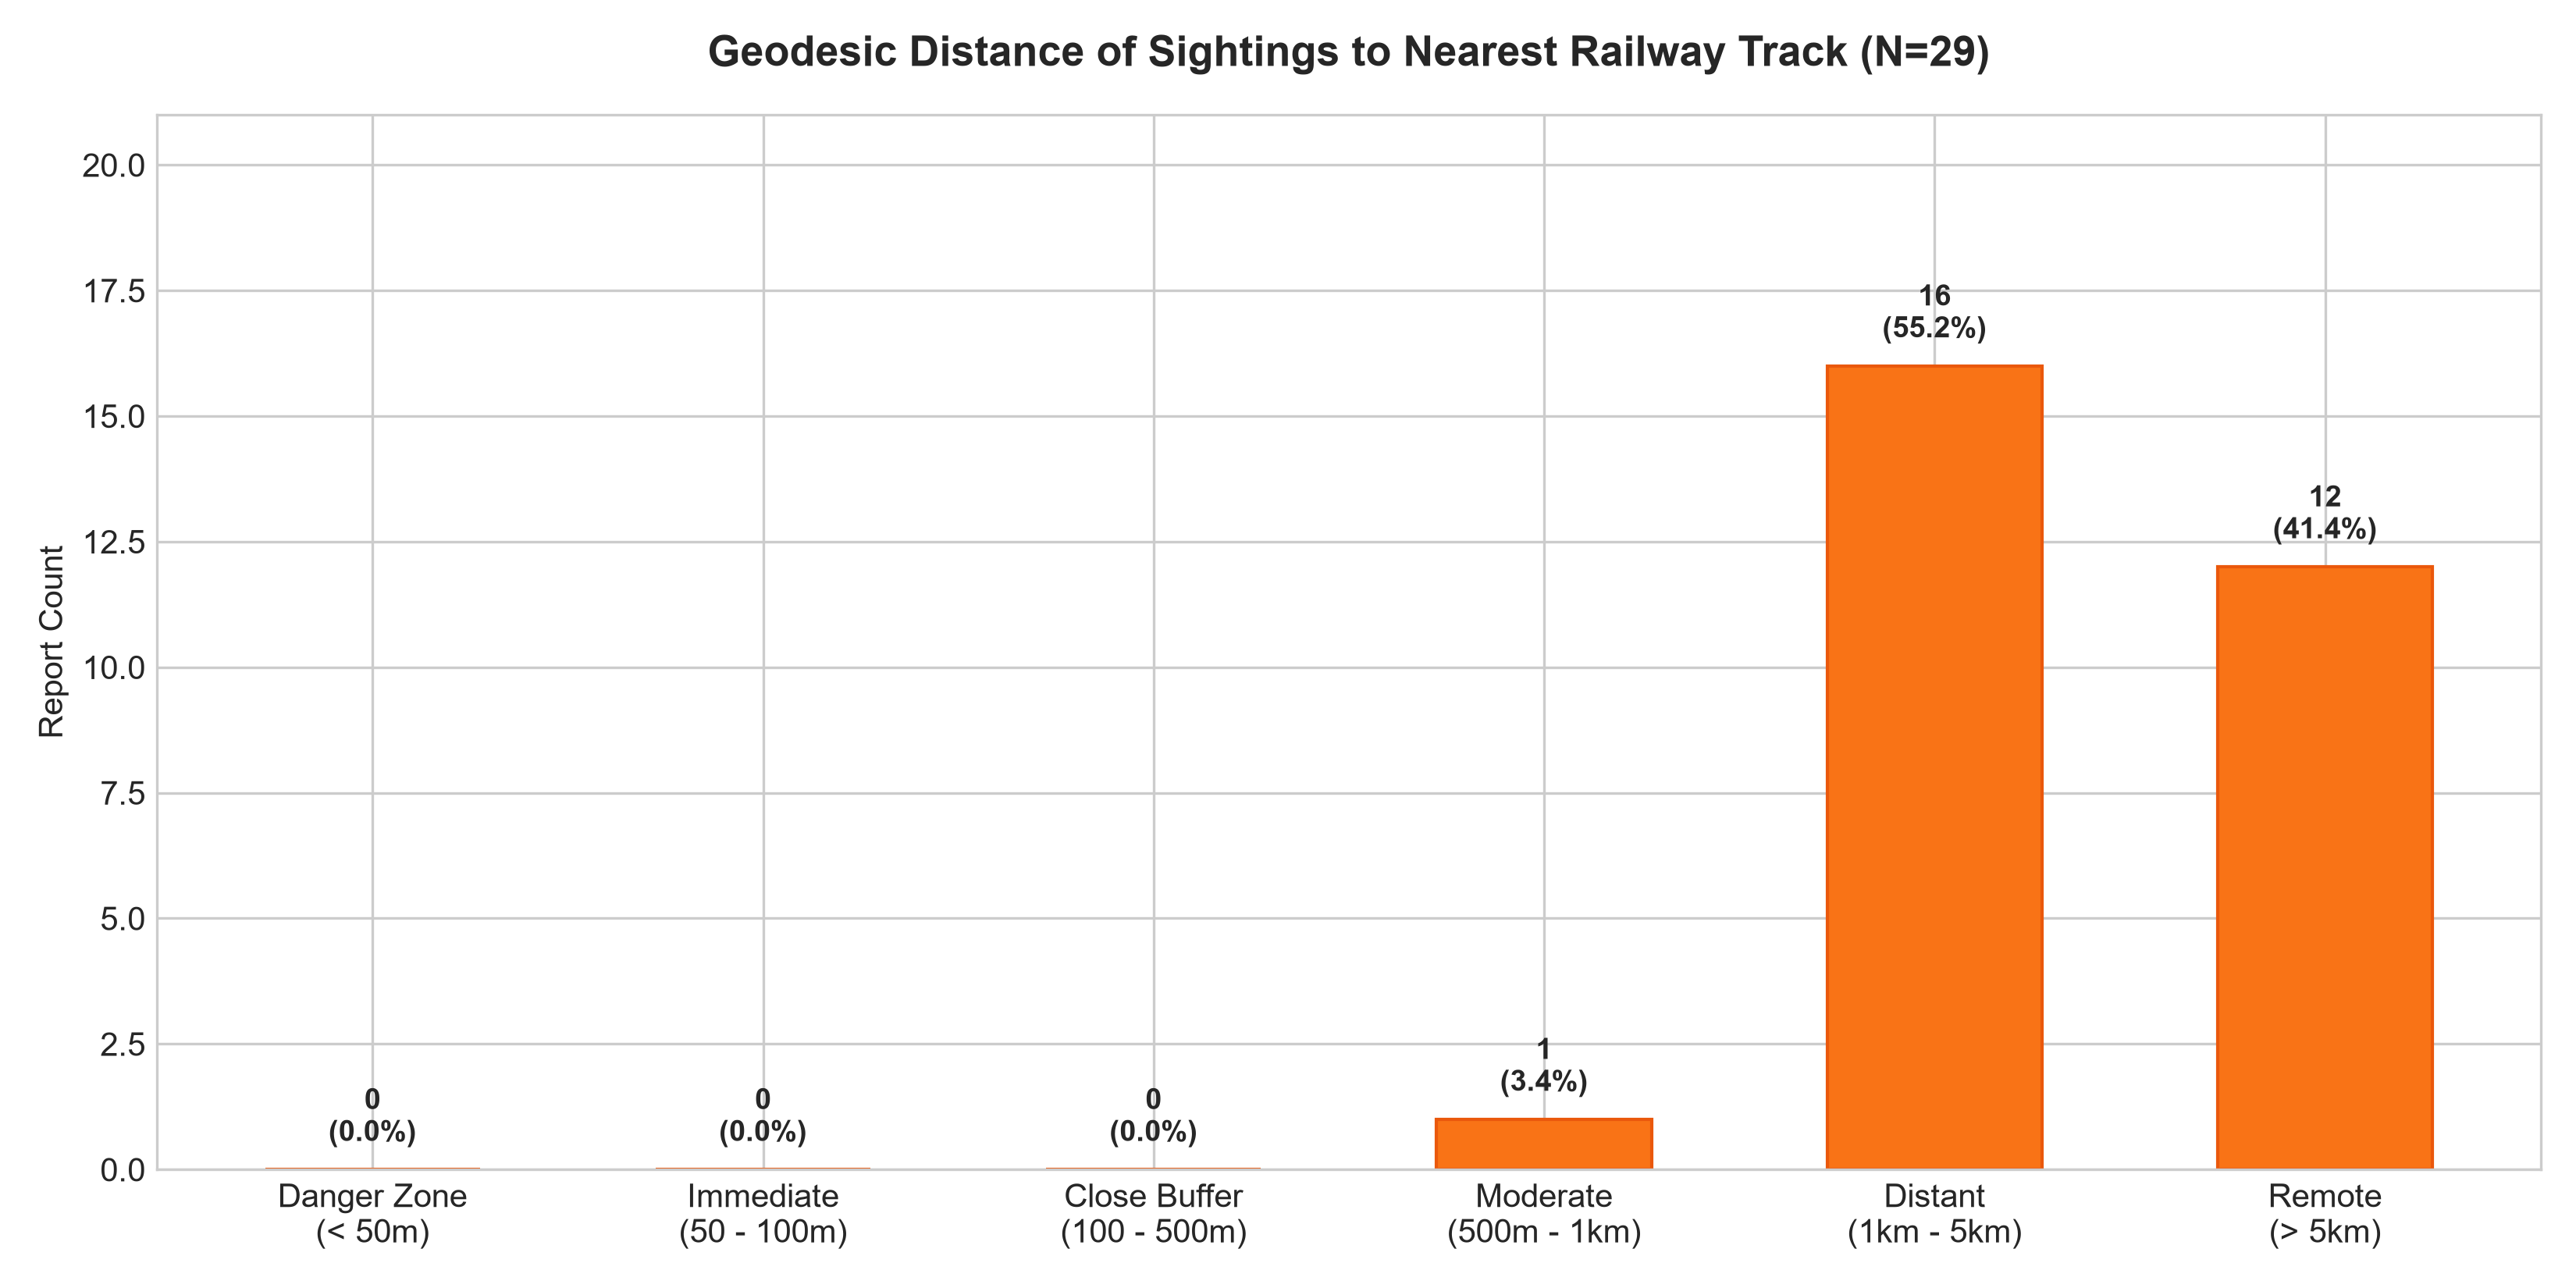 Geodesic Distance of Sightings to Nearest Railway Track (N=29)
Report Count
20.0
17.5
15.0
12.5
10.0
7.5
5.0
2.5
0.0
0
(0.0%)
0
(0.0%)
0
(0.0%)
1
(3.4%)
16
(55.2%)
12
(41.4%)
Danger Zone
(< 50m)
Immediate
(50 - 100m)
Close Buffer
(100 - 500m)
Moderate
(500m - 1km)
Distant
(1km - 5km)
Remote
(> 5km)